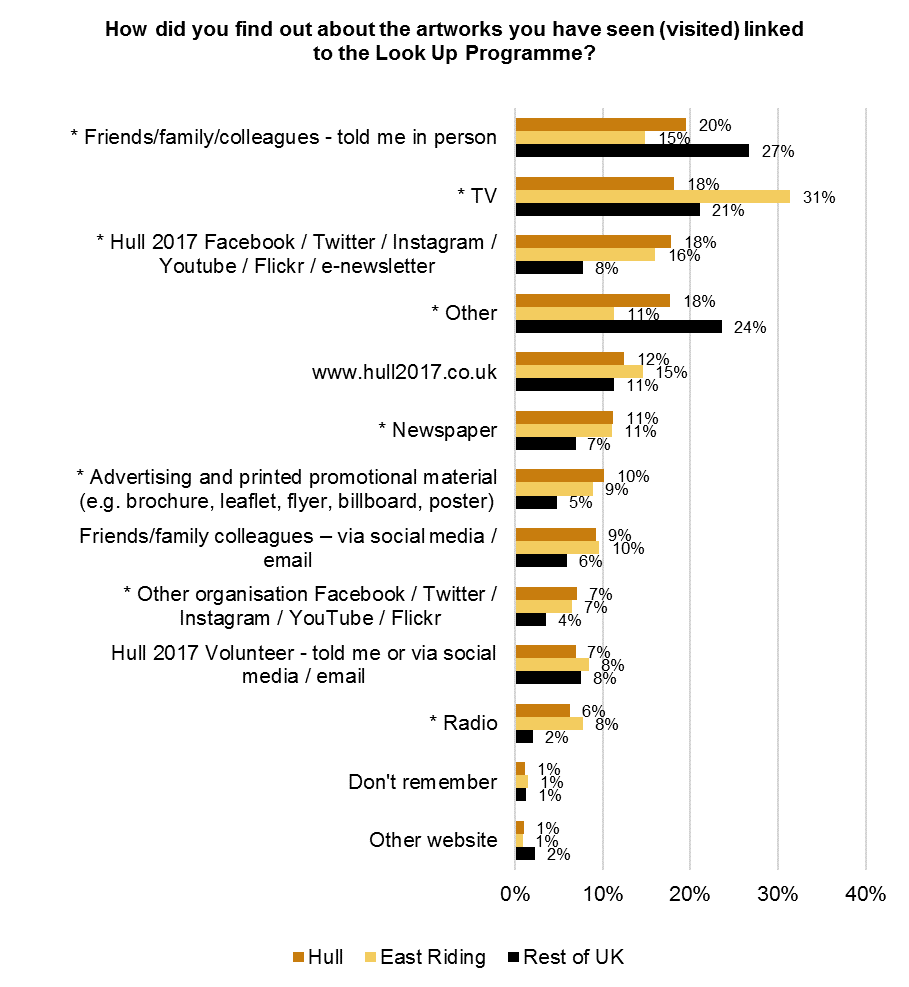 How did you find out about the artworks you have seen (visited) linked
to the Look Up Programme?
* Friends/family/colleagues - told me in person
20%
15%
27%
* TV
18%
31%
21%
* Hull 2017 Facebook / Twitter / Instagram /
Youtube / Flickr / e-newsletter
18%
16%
8%
* Other
18%
11%
24%
www.hull2017.co.uk
12%
15%
11%
* Newspaper
11%
11%
7%
* Advertising and printed promotional material
(e.g. brochure, leaflet, flyer, billboard, poster)
10%
9%
5%
Friends/family colleagues – via social media /
email
9%
10%
6%
* Other organisation Facebook / Twitter /
Instagram / YouTube / Flickr
7%
7%
4%
Hull 2017 Volunteer - told me or via social
media / email
7%
8%
8%
* Radio
6%
8%
2%
Don't remember
1%
1%
1%
Other website
1%
1%
2%
0% 10% 20% 30% 40%
Hull East Riding Rest of UK